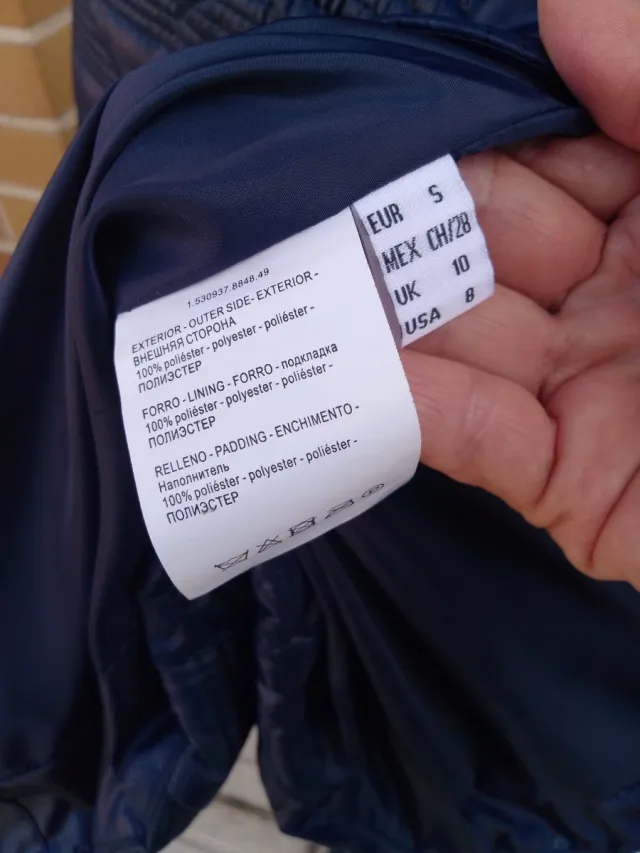 1.530937.8848.49
EXTERIOR - OUTER SIDE - EXTERIOR -
ВНЕШНЯЯ СТОРОНА
100% poliéster - polyester - poliéster -
ПОЛИЭСТЕР
FORRO - LINING - FORRO - подкладка
100% poliéster - polyester - poliéster -
ПОЛИЭСТЕР
RELLENO - PADDING - ENCHIMENTO -
Наполнитель
100% poliéster - polyester - poliéster -
ПОЛИЭСТЕР
EUR S
MEX CH/28
UK 10
USA 8